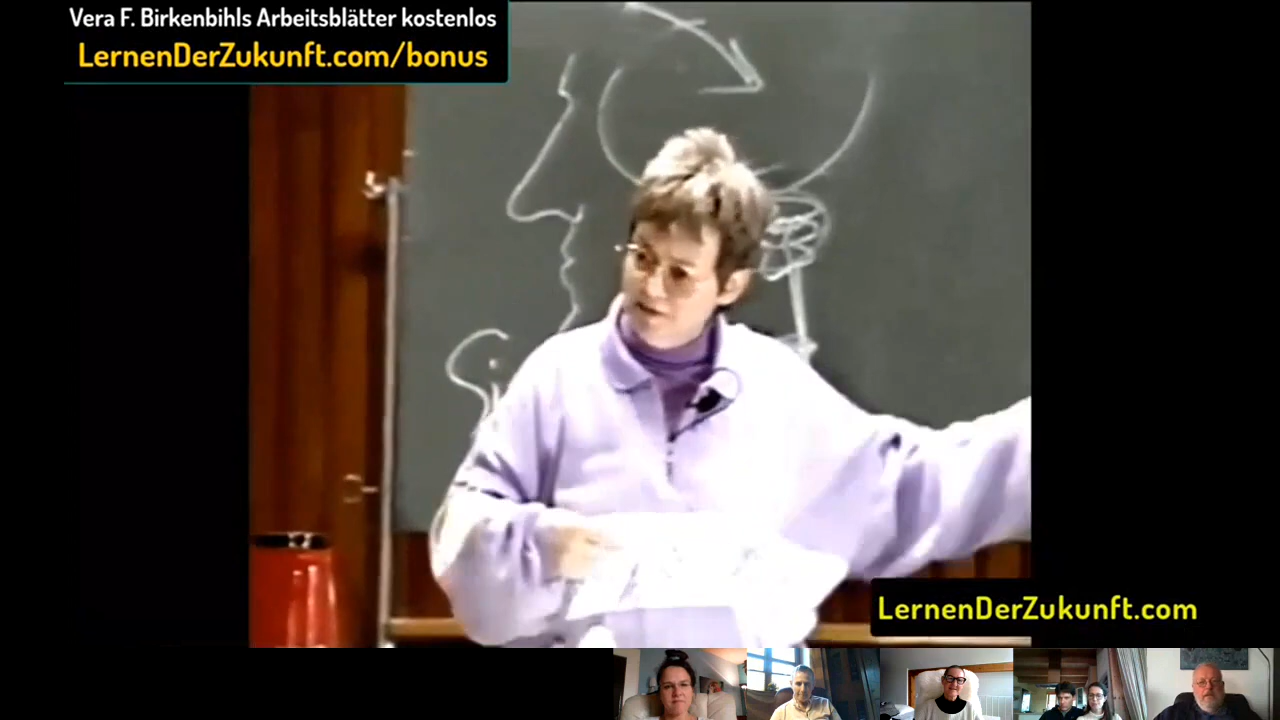 Vera F. Birkenbihls Arbeitsblätter kostenlos
LernenDerZukunft.com/bonus
LernenDerZukunft.com